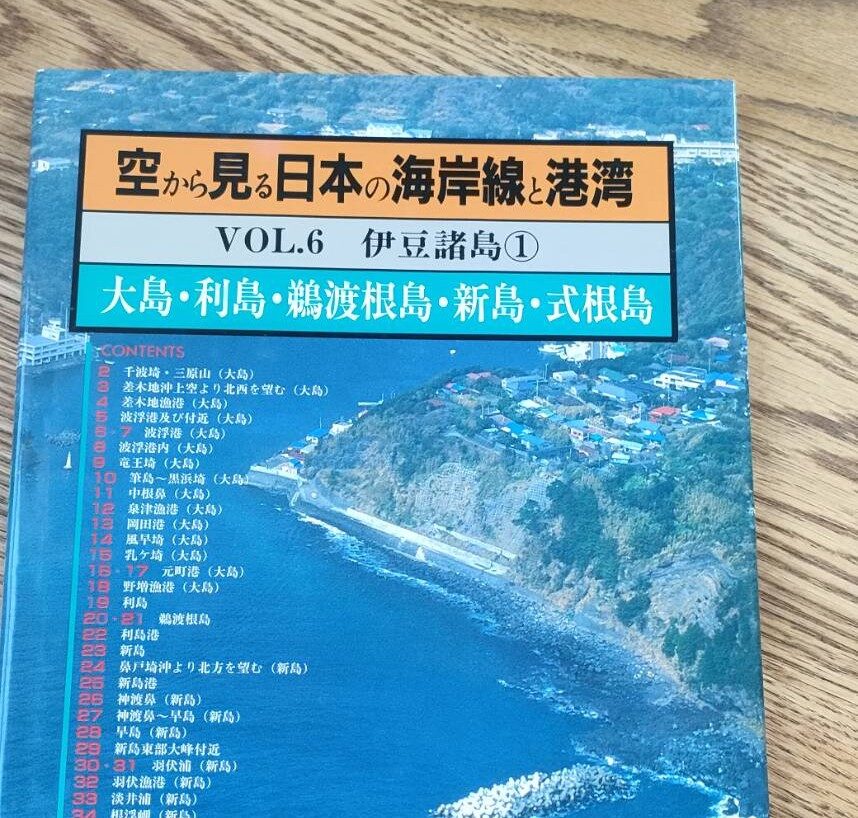 空から見る日本の海岸線と港湾
VOL.6 伊豆諸島①
大島・利島・鵜渡根島・新島・式根島
CONTENTS
2 千波埼・三原山（大島）
3 差木地沖上空より北西を望む（大島）
4 差木地漁港（大島）
5 波浮港及び付近（大島）
6・7 波浮港（大島）
8 波浮港内（大島）
9 竜王埼（大島）
10 筆島〜黒浜埼（大島）
11 中根鼻（大島）
12 泉津漁港（大島）
13 岡田港（大島）
14 風早埼（大島）
15 乳ケ埼（大島）
16・17 元町港（大島）
18 野増漁港（大島）
19 利島
20・21 鵜渡根島
22 利島港
23 新島
24 鼻戸埼沖より北方を望む（新島）
25 新島港
26 神渡鼻（新島）
27 神渡鼻〜早島（新島）
28 早島（新島）
29 新島東部大峰付近
30・31 羽伏浦（新島）
32 羽伏漁港（新島）
33 淡井浦（新島）
34 根浮岬（新島）